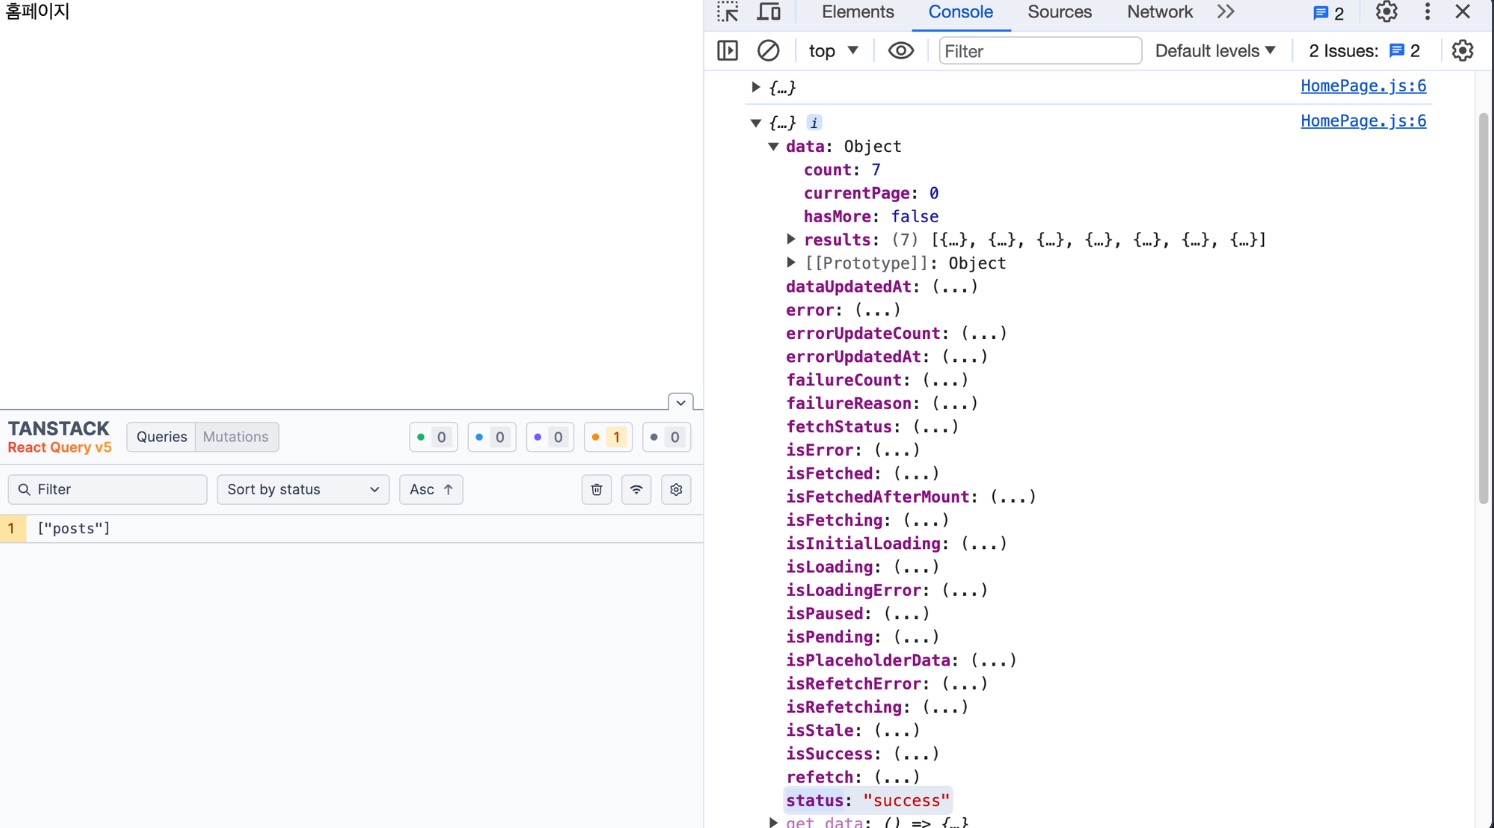 홈페이지
TANSTACK
React Query v5
Queries
Mutations
0
0
0
1
0
Filter
Sort by status
Asc ↑
1
["posts"]
Elements
Console
Sources
Network
2
top
Filter
Default levels
2 Issues:
2
{…}
HomePage.js:6
{…} i
HomePage.js:6
data: Object
count: 7
currentPage: 0
hasMore: false
results: (7) [{…}, {…}, {…}, {…}, {…}, {…}, {…}]
[[Prototype]]: Object
dataUpdatedAt: (...)
error: (...)
errorUpdateCount: (...)
errorUpdatedAt: (...)
failureCount: (...)
failureReason: (...)
fetchStatus: (...)
isError: (...)
isFetched: (...)
isFetchedAfterMount: (...)
isFetching: (...)
isInitialLoading: (...)
isLoading: (...)
isLoadingError: (...)
isPaused: (...)
isPending: (...)
isPlaceholderData: (...)
isRefetchError: (...)
isRefetching: (...)
isStale: (...)
isSuccess: (...)
refetch: (...)
status: "success"
get data: () => {…}